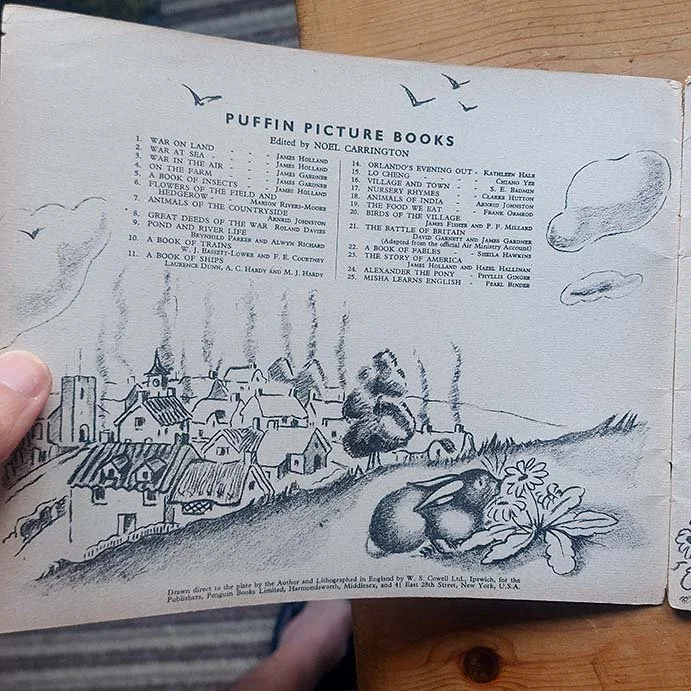 PUFFIN PICTURE BOOKS
Edited by NOEL CARRINGTON
1. WAR ON LAND - - - JAMES HOLLAND
2. WAR AT SEA - - - JAMES HOLLAND
3. WAR IN THE AIR - - JAMES GARDNER
4. ON THE FARM - - - JAMES GARDNER
5. A BOOK OF INSECTS - JAMES HOLLAND
6. FLOWERS OF THE FIELD AND
HEDGEROW - MARION RIVERS-MOORE
7. ANIMALS OF THE COUNTRYSIDE
ARNRID JOHNSTON
8. GREAT DEEDS OF THE WAR ROLAND DAVIES
9. POND AND RIVER LIFE
BRYNHILD PARKER AND ALWYN RICHARD
10. A BOOK OF TRAINS
W. J. BASSETT-LOWKE AND F. E. COURTNEY
11. A BOOK OF SHIPS
LAURENCE DUNN, A. C. HARDY AND M. J. HARDY
14. ORLANDO'S EVENING OUT - KATHLEEN HALE
15. LO CHENG - - - CHIANG YEE
16. VILLAGE AND TOWN - - S. E. BADMIN
17. NURSERY RHYMES - CLARKE HUTTON
18. ANIMALS OF INDIA - ARNRID JOHNSTON
19. THE FOOD WE EAT - FRANK ORMROD
20. BIRDS OF THE VILLAGE
JAMES FISHER AND P. F. MILLARD
21. THE BATTLE OF BRITAIN
DAVID GARNETT AND JAMES GARDNER
(Adapted from the official Air Ministry Account)
22. A BOOK OF FABLES - - SHEILA HAWKINS
23. THE STORY OF AMERICA
JAMES HOLLAND AND HAZEL HALLIMAN
24. ALEXANDER THE PONY - PHYLLIS GINGER
25. MISHA LEARNS ENGLISH - PEARL BINDER
Drawn direct to the plate by the Author and Lithographed in England by W. S. Cowell Ltd., Ipswich, for the
Publishers, Penguin Books Limited, Harmondsworth, Middlesex, and 41 East 28th Street, New York, U.S.A.